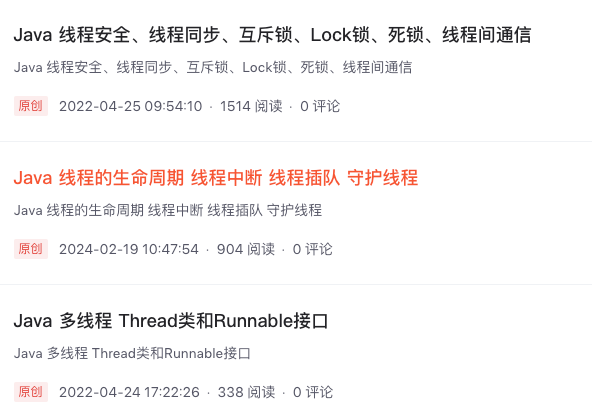 Java 线程安全、线程同步、互斥锁、Lock锁、死锁、线程间通信
Java 线程安全、线程同步、互斥锁、Lock锁、死锁、线程间通信
原创 2022-04-25 09:54:10 · 1514 阅读 · 0 评论
Java 线程的生命周期 线程中断 线程插队 守护线程
Java 线程的生命周期 线程中断 线程插队 守护线程
原创 2024-02-19 10:47:54 · 904 阅读 · 0 评论
Java 多线程 Thread类和Runnable接口
Java 多线程 Thread类和Runnable接口
原创 2022-04-24 17:22:26 · 338 阅读 · 0 评论